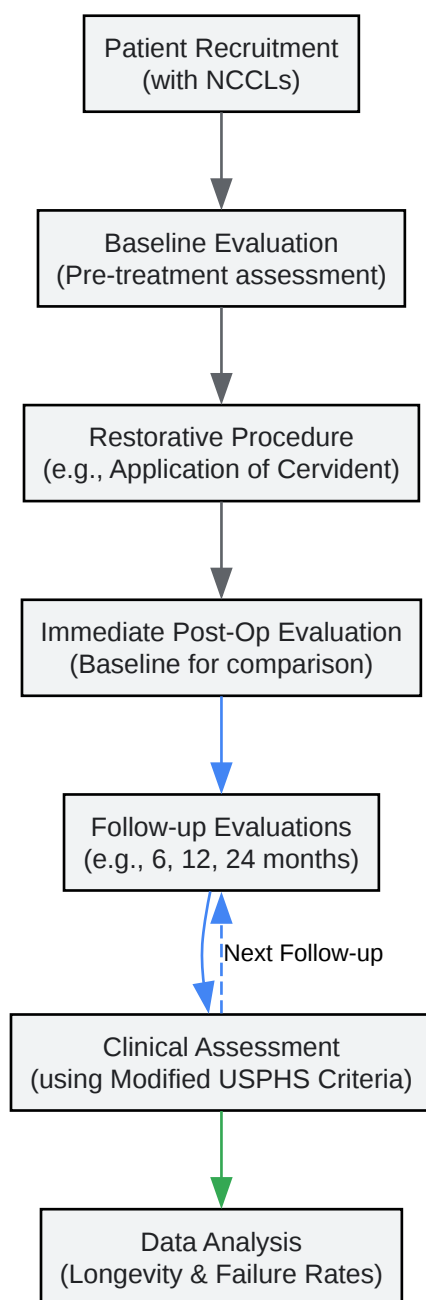 Patient Recruitment
(with NCCLs)
Baseline Evaluation
(Pre-treatment assessment)
Restorative Procedure
(e.g., Application of Cervident)
Immediate Post-Op Evaluation
(Baseline for comparison)
Follow-up Evaluations
(e.g., 6, 12, 24 months)
Next Follow-up
Clinical Assessment
(using Modified USPHS Criteria)
Data Analysis
(Longevity & Failure Rates)